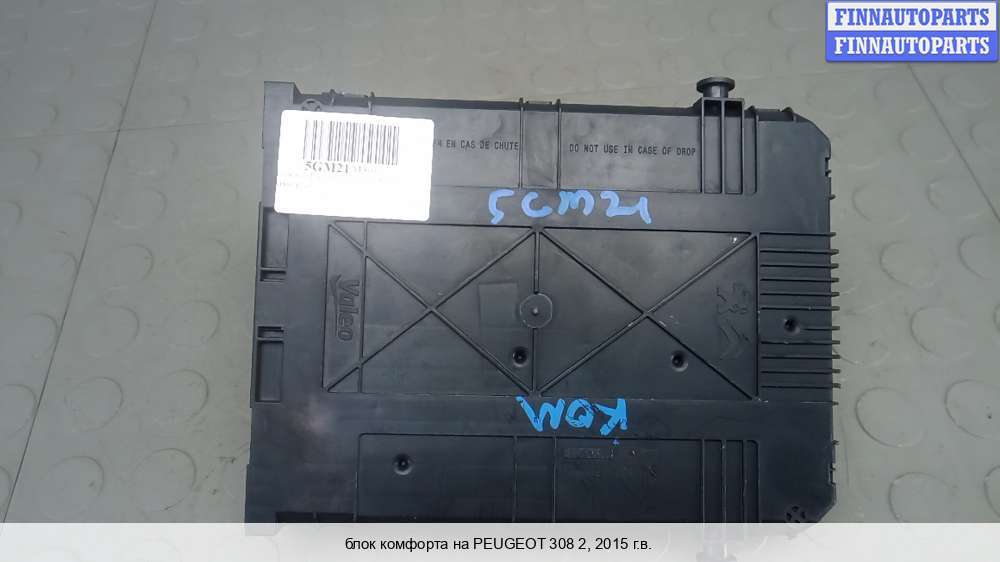 FINNAUTOPARTS
FINNAUTOPARTS
EN CAS DE CHUTE
DO NOT USE IN CASE OF DROP
5GM21
5GM21
Valeo
KOM
блок комфорта на PEUGEOT 308 2, 2015 г.в.